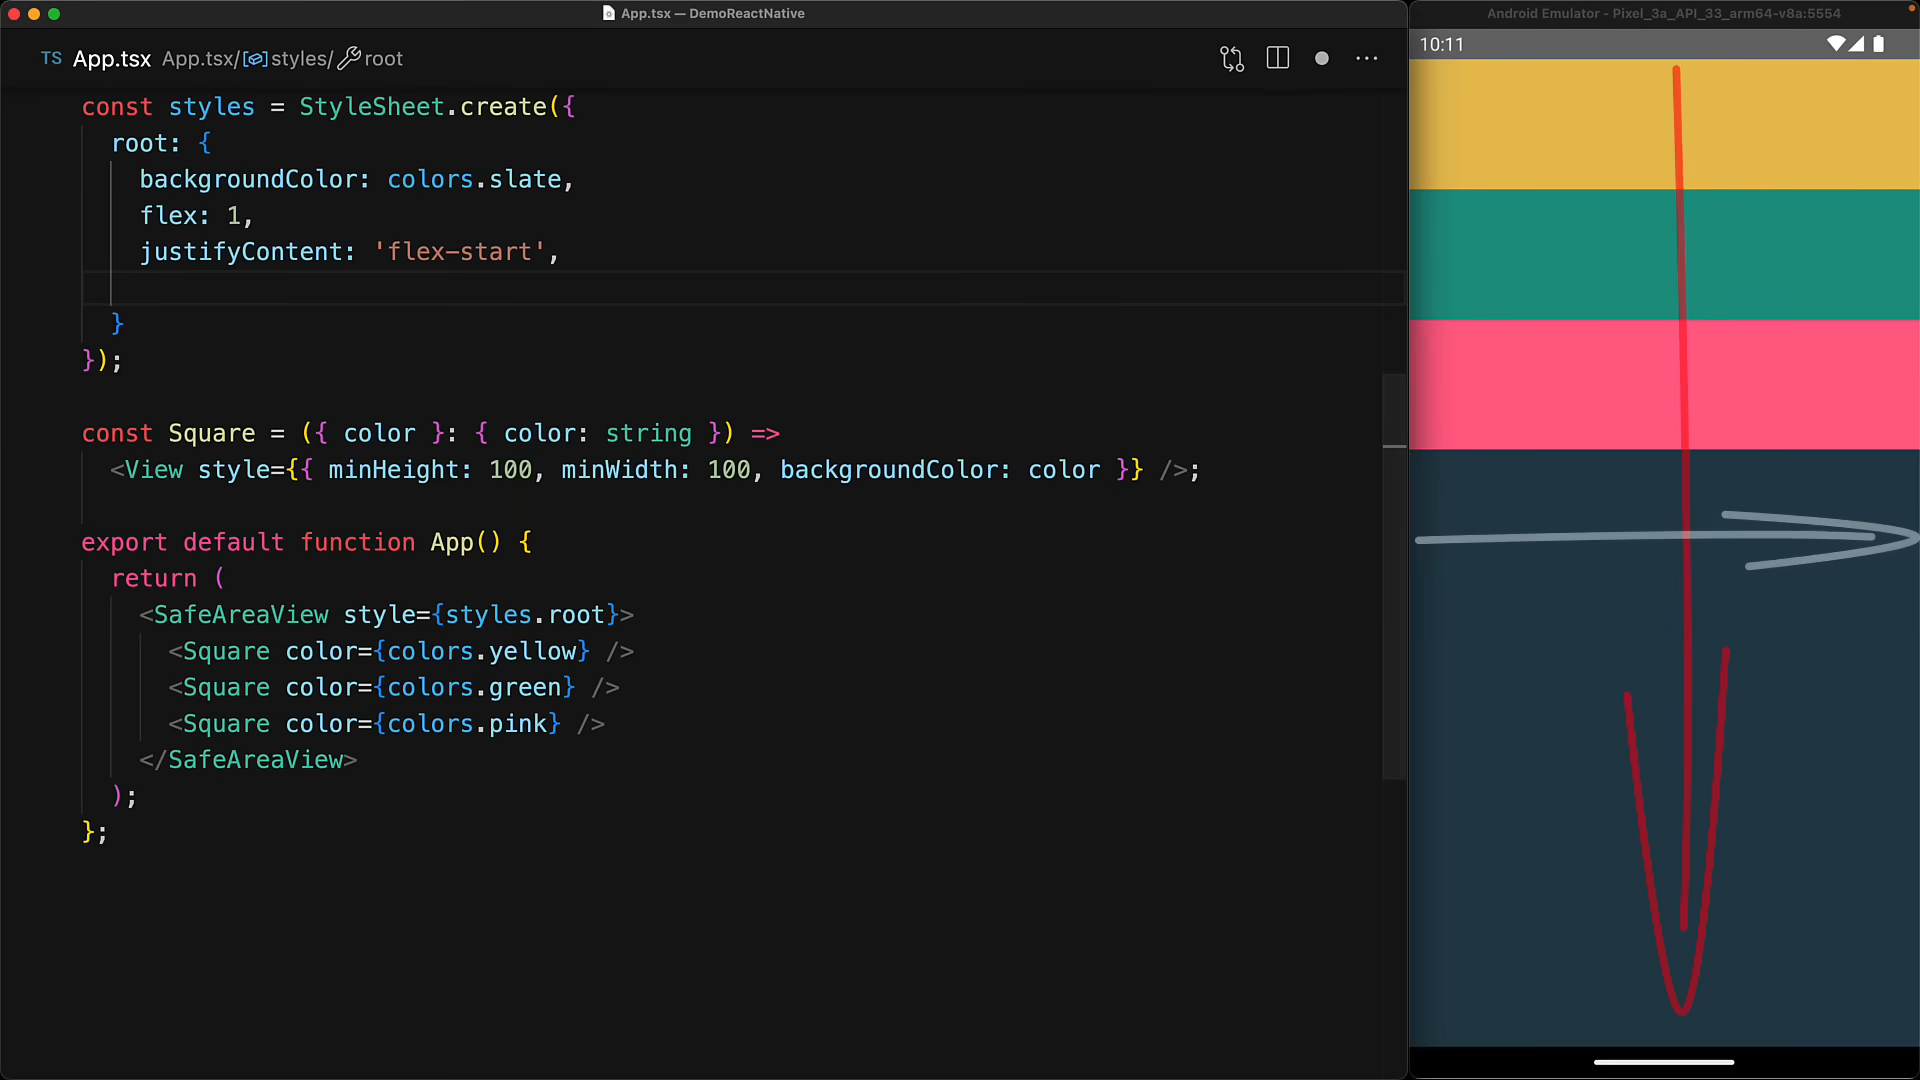 App.tsx — DemoReactNative
TS App.tsx App.tsx/styles/root
const styles = StyleSheet.create({
root: {
backgroundColor: colors.slate,
flex: 1,
justifyContent: 'flex-start',
}
});
const Square = ({ color }: { color: string }) =>
<View style={{ minHeight: 100, minWidth: 100, backgroundColor: color }} />;
export default function App() {
return (
<SafeAreaView style={styles.root}>
<Square color={colors.yellow} />
<Square color={colors.green} />
<Square color={colors.pink} />
</SafeAreaView>
);
};
Android Emulator - Pixel_3a_API_33_arm64-v8a:5554
10:11